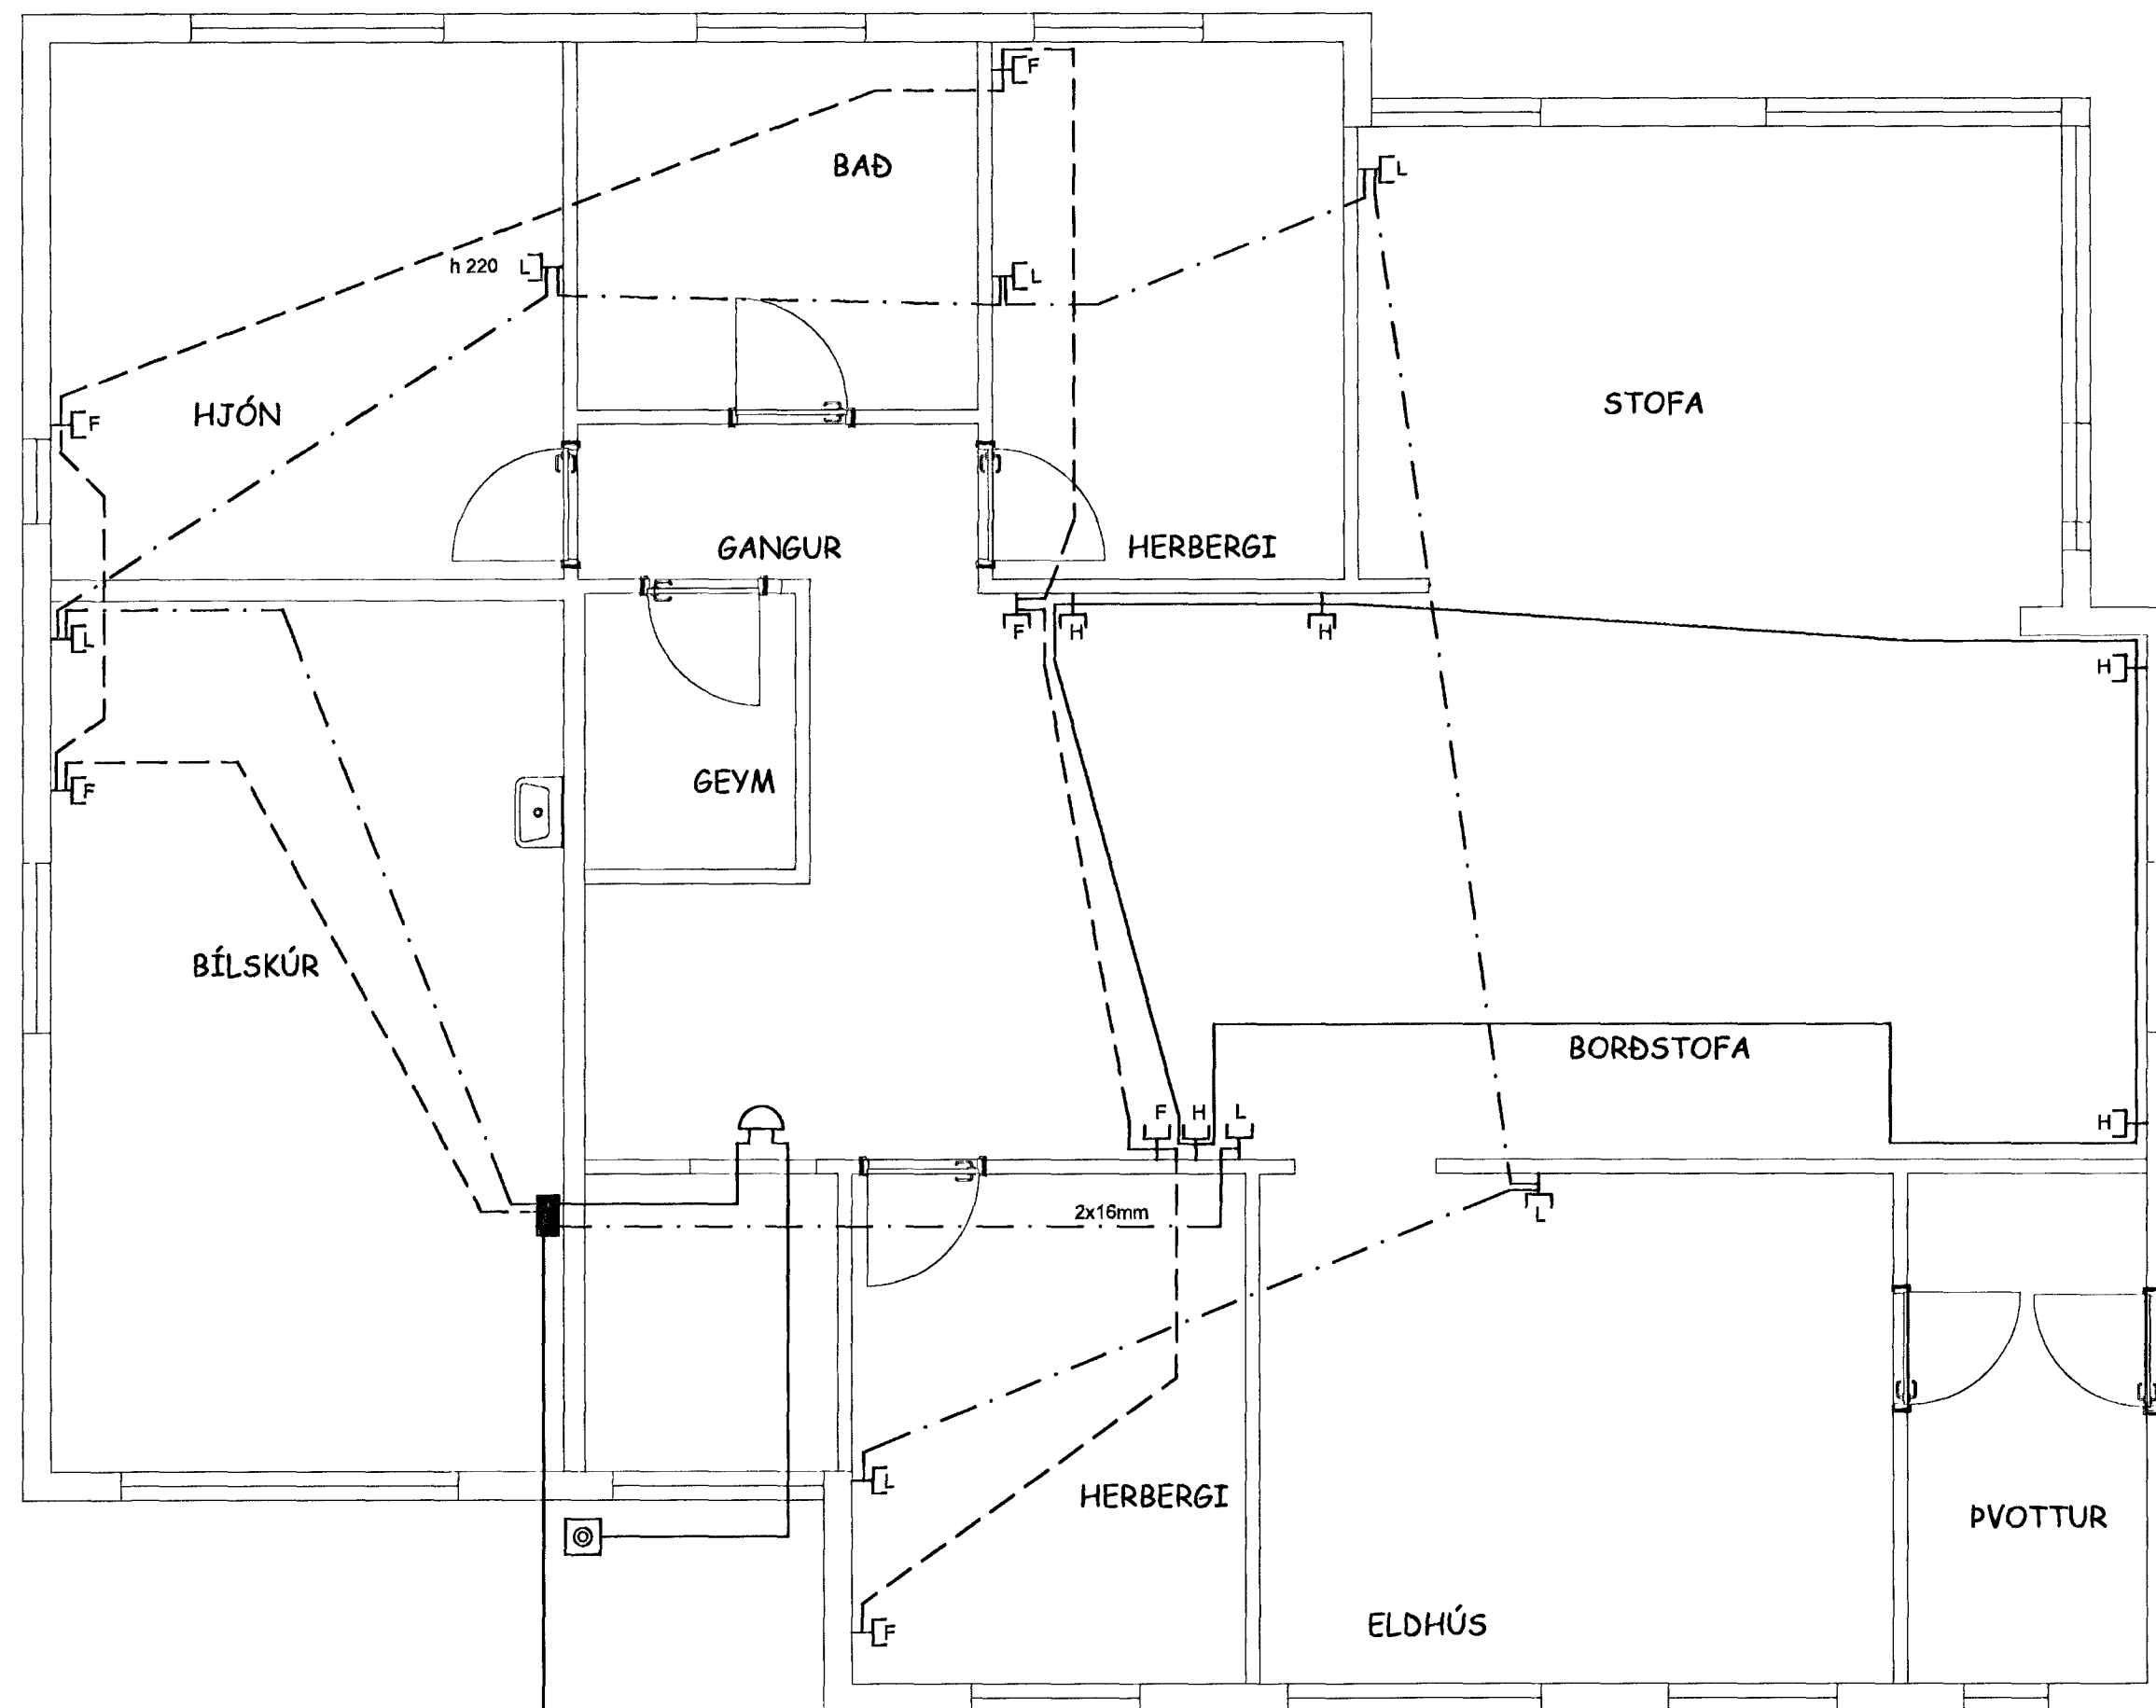 F
BAÐ
L
h 220 L
L
STOFA
F
HJÓN
GANGUR
HERBERGI
F
H
H
L
H
GEYM
F
BÍLSKÚR
BORÐSTOFA
F
H
L
H
2x16mm
L
L
HERBERGI
ÞVOTTUR
F
ELDHÚS